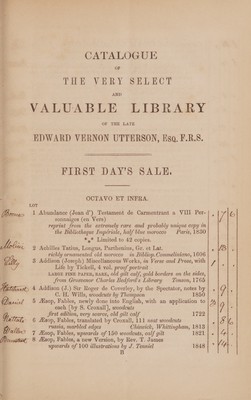 CATALOGUE
OF
THE VERY SELECT
AND
VALUABLE LIBRARY
OF THE LATE
EDWARD VERNON UTTERSON, ESQ. F.R.S.
FIRST DAY'S SALE.
OCTAVO ET INFRA.
LOT
1 Abundance (Jean d') Testament de Carmentrant a VIII Per-
sonnaiges (en Vers)
reprint from the extremely rare and probably unique copy in
the Bibliotheque Impériale, half blue morocco Paris, 1830
*** Limited to 42 copies.
2 Achilles Tatius, Longus, Parthenius, Gr. et Lat.
richly ornamented old morocco in Bibliop. Commeliniano, 1606
3 Addison (Joseph) Miscellaneous Works, in Verse and Prose, with
Life by Tickell, 4 vol. proof portrait
LARGE FINE PAPER, RARE, old gilt calf, gold borders on the sides,
from Grosvenor Charles Bedford's Library Tonson, 1765
4 Addison (J.) Sir Roger de Coverley, by the Spectator, notes by
C. H. Wills, woodcuts by Thompson 1850
5 Æsop, Fables, newly done into English, with an application to
each (by S. Croxall), woodcuts
first edition, very scarce, old gilt calf 1722
6 Æsop, Fables, translated by Croxall, 111 neat woodcuts
russia, marbled edges Chiswick, Whittingham, 1813
7 Æsop, Fables, upwards of 150 woodcuts, calf gilt 1821
8 Æsop, Fables, a new Version, by Rev. T. James
upwards of 100 illustrations by J. Tenniel 1848
B
Molini
Lilly
Daniel